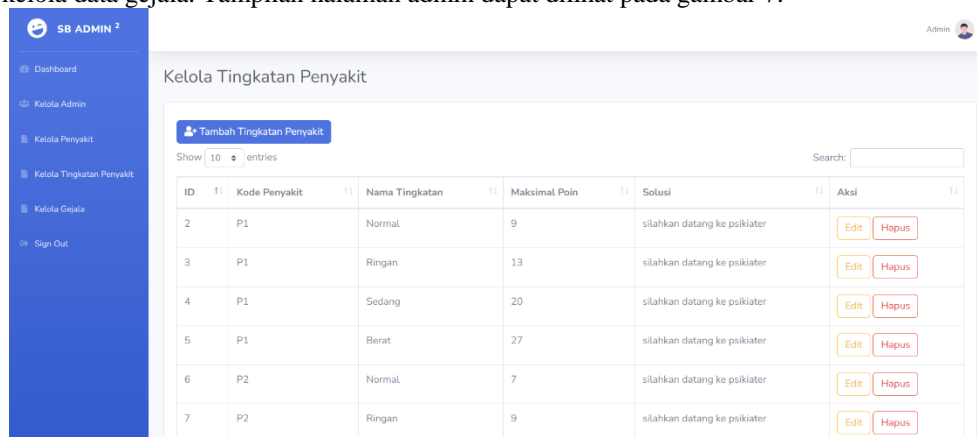 kelola data gejala. Tampilan halaman admin dapat dilihat pada gambar 7.
SB ADMIN 2
Admin
Dashboard
Kelola Admin
Kelola Penyakit
Kelola Tingkatan Penyakit
Kelola Gejala
Sign Out
Kelola Tingkatan Penyakit
Tambah Tingkatan Penyakit
Show 10 entries
Search:
ID Kode Penyakit Nama Tingkatan Maksimal Poin Solusi Aksi
2 P1 Normal 9 silahkan datang ke psikiater Edit Hapus
3 P1 Ringan 13 silahkan datang ke psikiater Edit Hapus
4 P1 Sedang 20 silahkan datang ke psikiater Edit Hapus
5 P1 Berat 27 silahkan datang ke psikiater Edit Hapus
6 P2 Normal 7 silahkan datang ke psikiater Edit Hapus
7 P2 Ringan 9 silahkan datang ke psikiater Edit Hapus